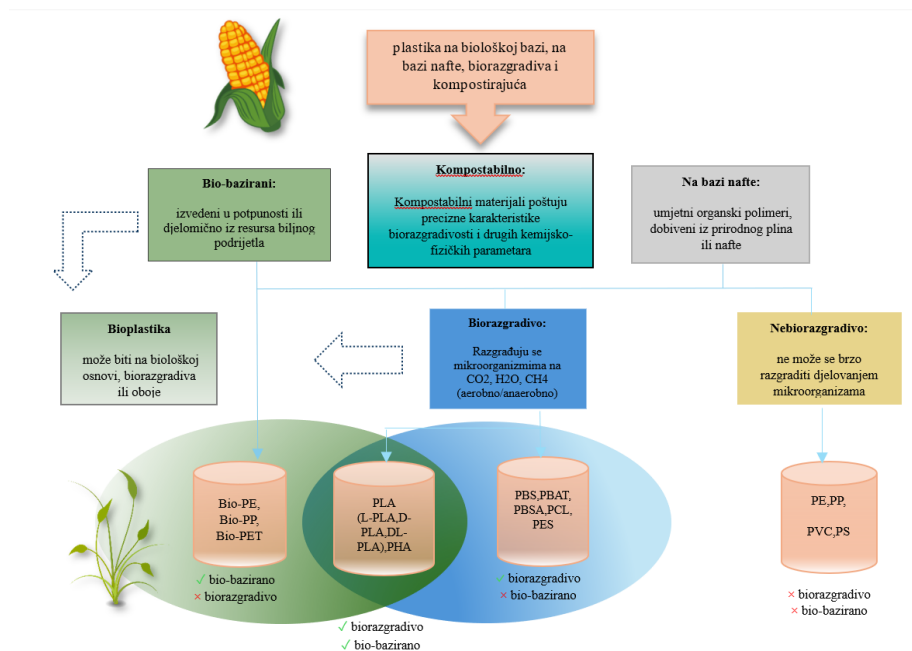 plastika na biološkoj bazi, na
bazi nafte, biorazgradiva i
kompostirajuća
Bio-bazirani:
izvedeni u potpunosti ili
djelomično iz resursa biljnog
podrijetla
Kompostabilno:
Kompostabilni materijali poštuju
precizne karakteristike
biorazgradivosti i drugih kemijsko-
fizičkih parametara
Na bazi nafte:
umjetni organski polimeri,
dobiveni iz prirodnog plina
ili nafte
Bioplastika
može biti na biološkoj
osnovi, biorazgradiva
ili oboje
Biorazgradivo:
Razgrađuju se
mikroorganizmima na
CO2, H2O, CH4
(aerobno/anaerobno)
Nebiorazgradivo:
ne može se brzo
razgraditi djelovanjem
mikroorganizama
Bio-PE,
Bio-PP,
Bio-PET
✓ bio-bazirano
× biorazgradivo
PLA
(L-PLA,D-
PLA,DL-
PLA),PHA
✓ biorazgradivo
✓ bio-bazirano
PBS,PBAT,
PBSA,PCL,
PES
✓ biorazgradivo
× bio-bazirano
PE,PP,
PVC,PS
× biorazgradivo
× bio-bazirano